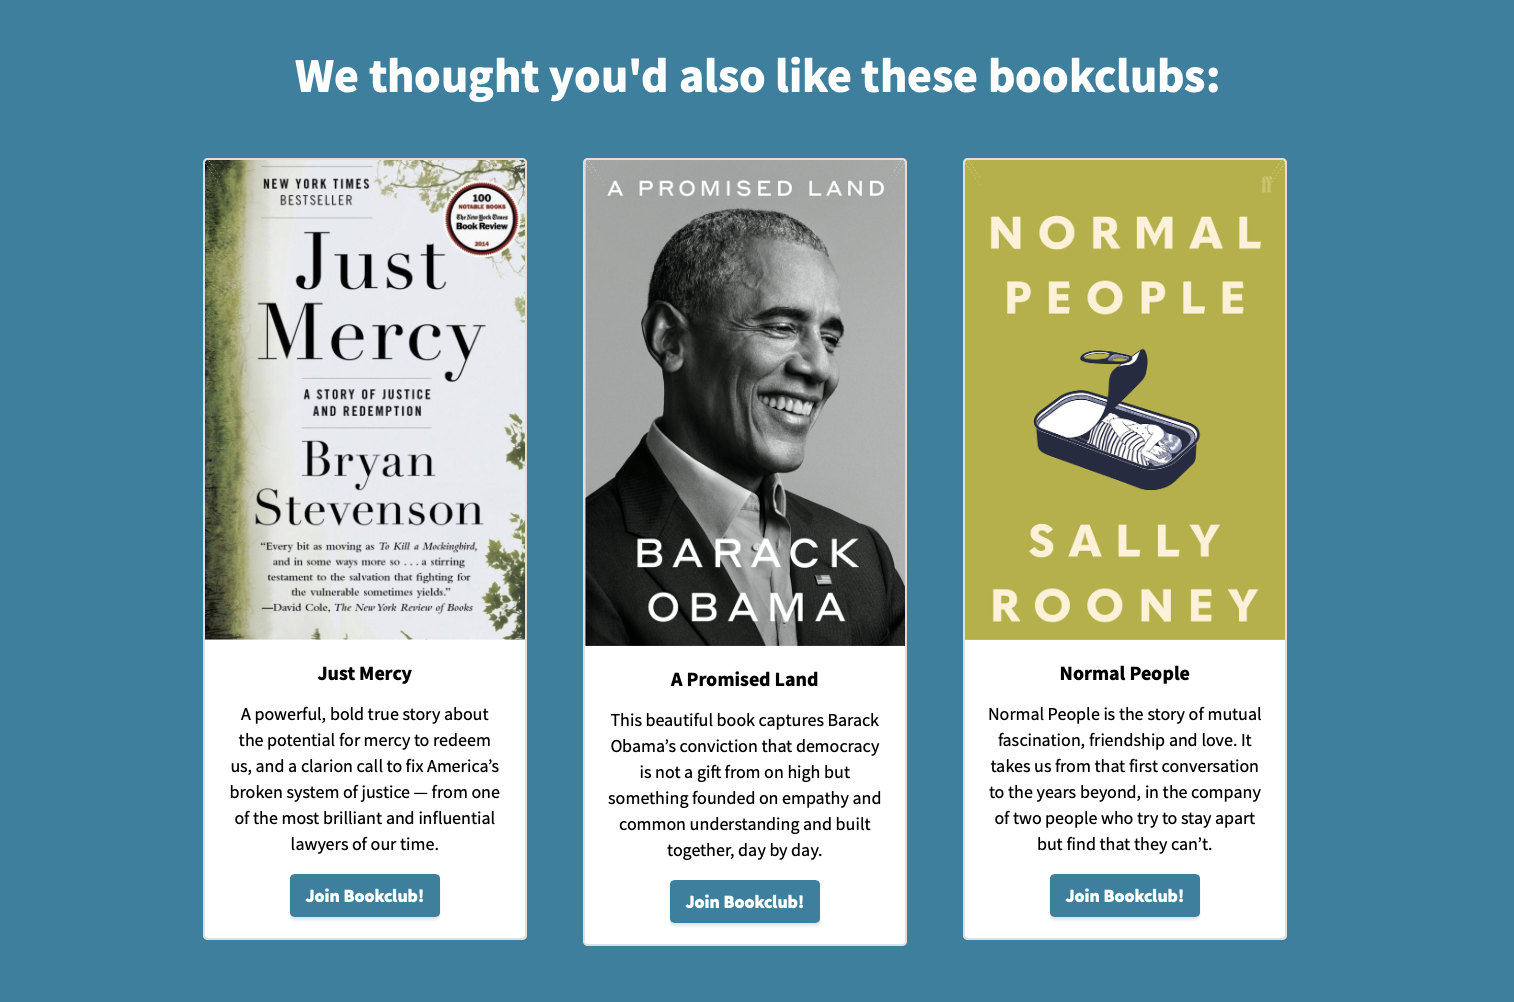 We thought you'd also like these bookclubs:
NEW YORK TIMES
BESTSELLER
100
NOTABLE BOOKS
The New York Times
Book Review
2014
Just
Mercy
A STORY OF JUSTICE
AND REDEMPTION
Bryan
Stevenson
“Every bit as moving as To Kill a Mockingbird,
and in some ways more so . . . a stirring
testament to the salvation that fighting for
the vulnerable sometimes yields.”
—David Cole, The New York Review of Books
Just Mercy
A powerful, bold true story about
the potential for mercy to redeem
us, and a clarion call to fix America’s
broken system of justice — from one
of the most brilliant and influential
lawyers of our time.
Join Bookclub!
A PROMISED LAND
BARACK
OBAMA
A Promised Land
This beautiful book captures Barack
Obama’s conviction that democracy
is not a gift from on high but
something founded on empathy and
common understanding and built
together, day by day.
Join Bookclub!
ff
NORMAL
PEOPLE
SALLY
ROONEY
Normal People
Normal People is the story of mutual
fascination, friendship and love. It
takes us from that first conversation
to the years beyond, in the company
of two people who try to stay apart
but find that they can’t.
Join Bookclub!